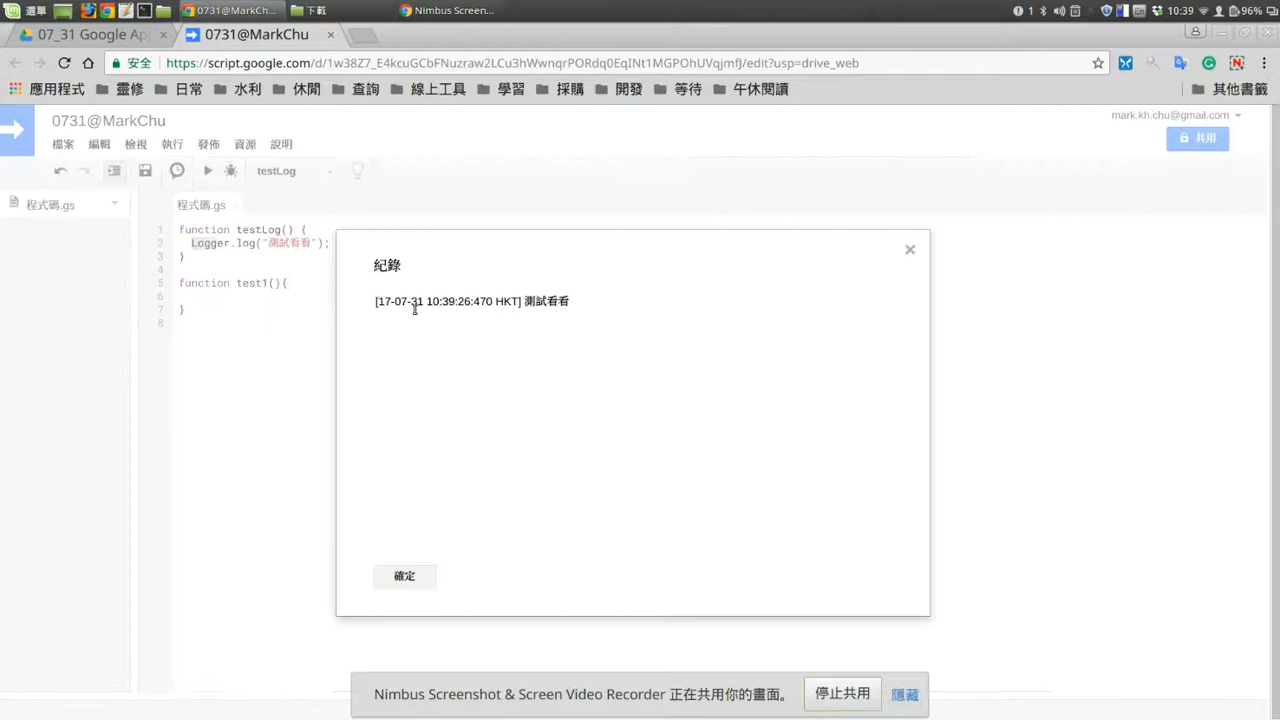 選單
0731@MarkC...
下載
Nimbus Screen...
1
En
10:39
96%
07_31 Google Ap
0731@MarkChu
安全
https://script.google.com/d/1w38Z7_E4kcuGCbFNuzraw2LCu3hWwnqrPORdq0EqINt1MGPOhUVqjmfJ/edit?usp=drive_web
應用程式
靈修
日常
水利
休閒
查詢
線上工具
學習
採購
開發
等待
午休閱讀
其他書籤
0731@MarkChu
mark.kh.chu@gmail.com
檔案 編輯 檢視 執行 發佈 資源 說明
共用
testLog
程式碼.gs
程式碼.gs
1 function testLog() {
2 Logger.log("測試看看");
3 }
4
5 function test1(){
6
7 }
8
紀錄
[17-07-31 10:39:26:470 HKT] 測試看看
確定
Nimbus Screenshot & Screen Video Recorder 正在共用你的畫面。
停止共用
隱藏